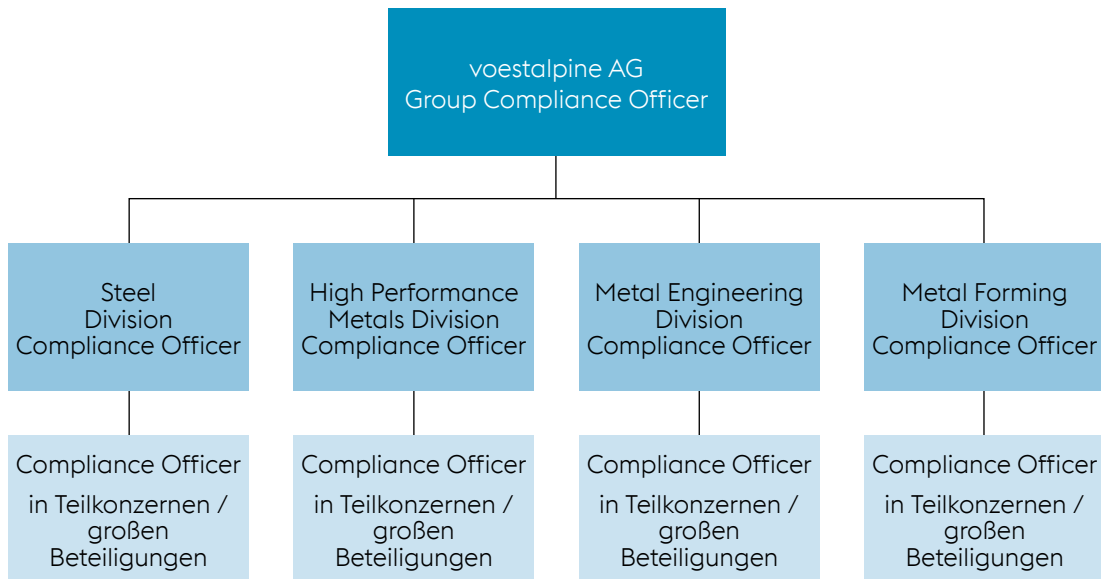 voestalpine AG
Group Compliance Officer
Steel
Division
Compliance Officer
High Performance
Metals Division
Compliance Officer
Metal Engineering
Division
Compliance Officer
Metal Forming
Division
Compliance Officer
Compliance Officer
in Teilkonzernen /
großen
Beteiligungen
Compliance Officer
in Teilkonzernen /
großen
Beteiligungen
Compliance Officer
in Teilkonzernen /
großen
Beteiligungen
Compliance Officer
in Teilkonzernen /
großen
Beteiligungen